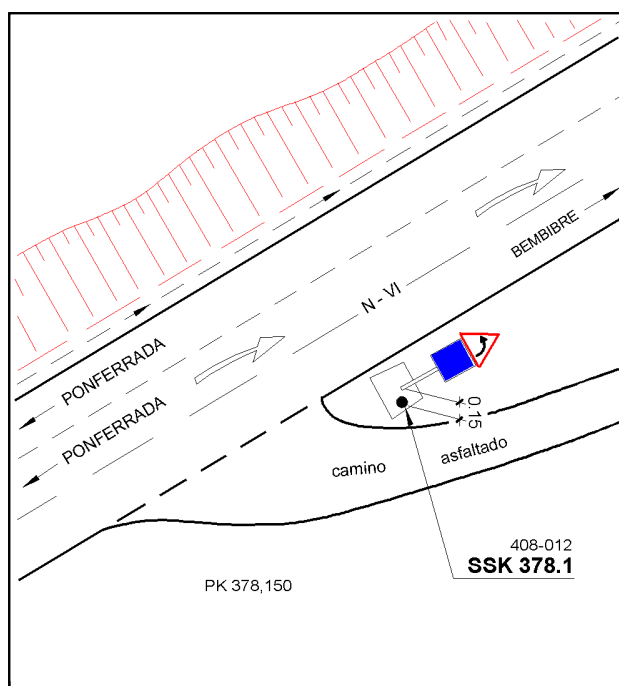 BEMBIBRE
N - VI
PONFERRADA
PONFERRADA
0.15
asfaltado
camino
408-012
SSK 378.1
PK 378,150